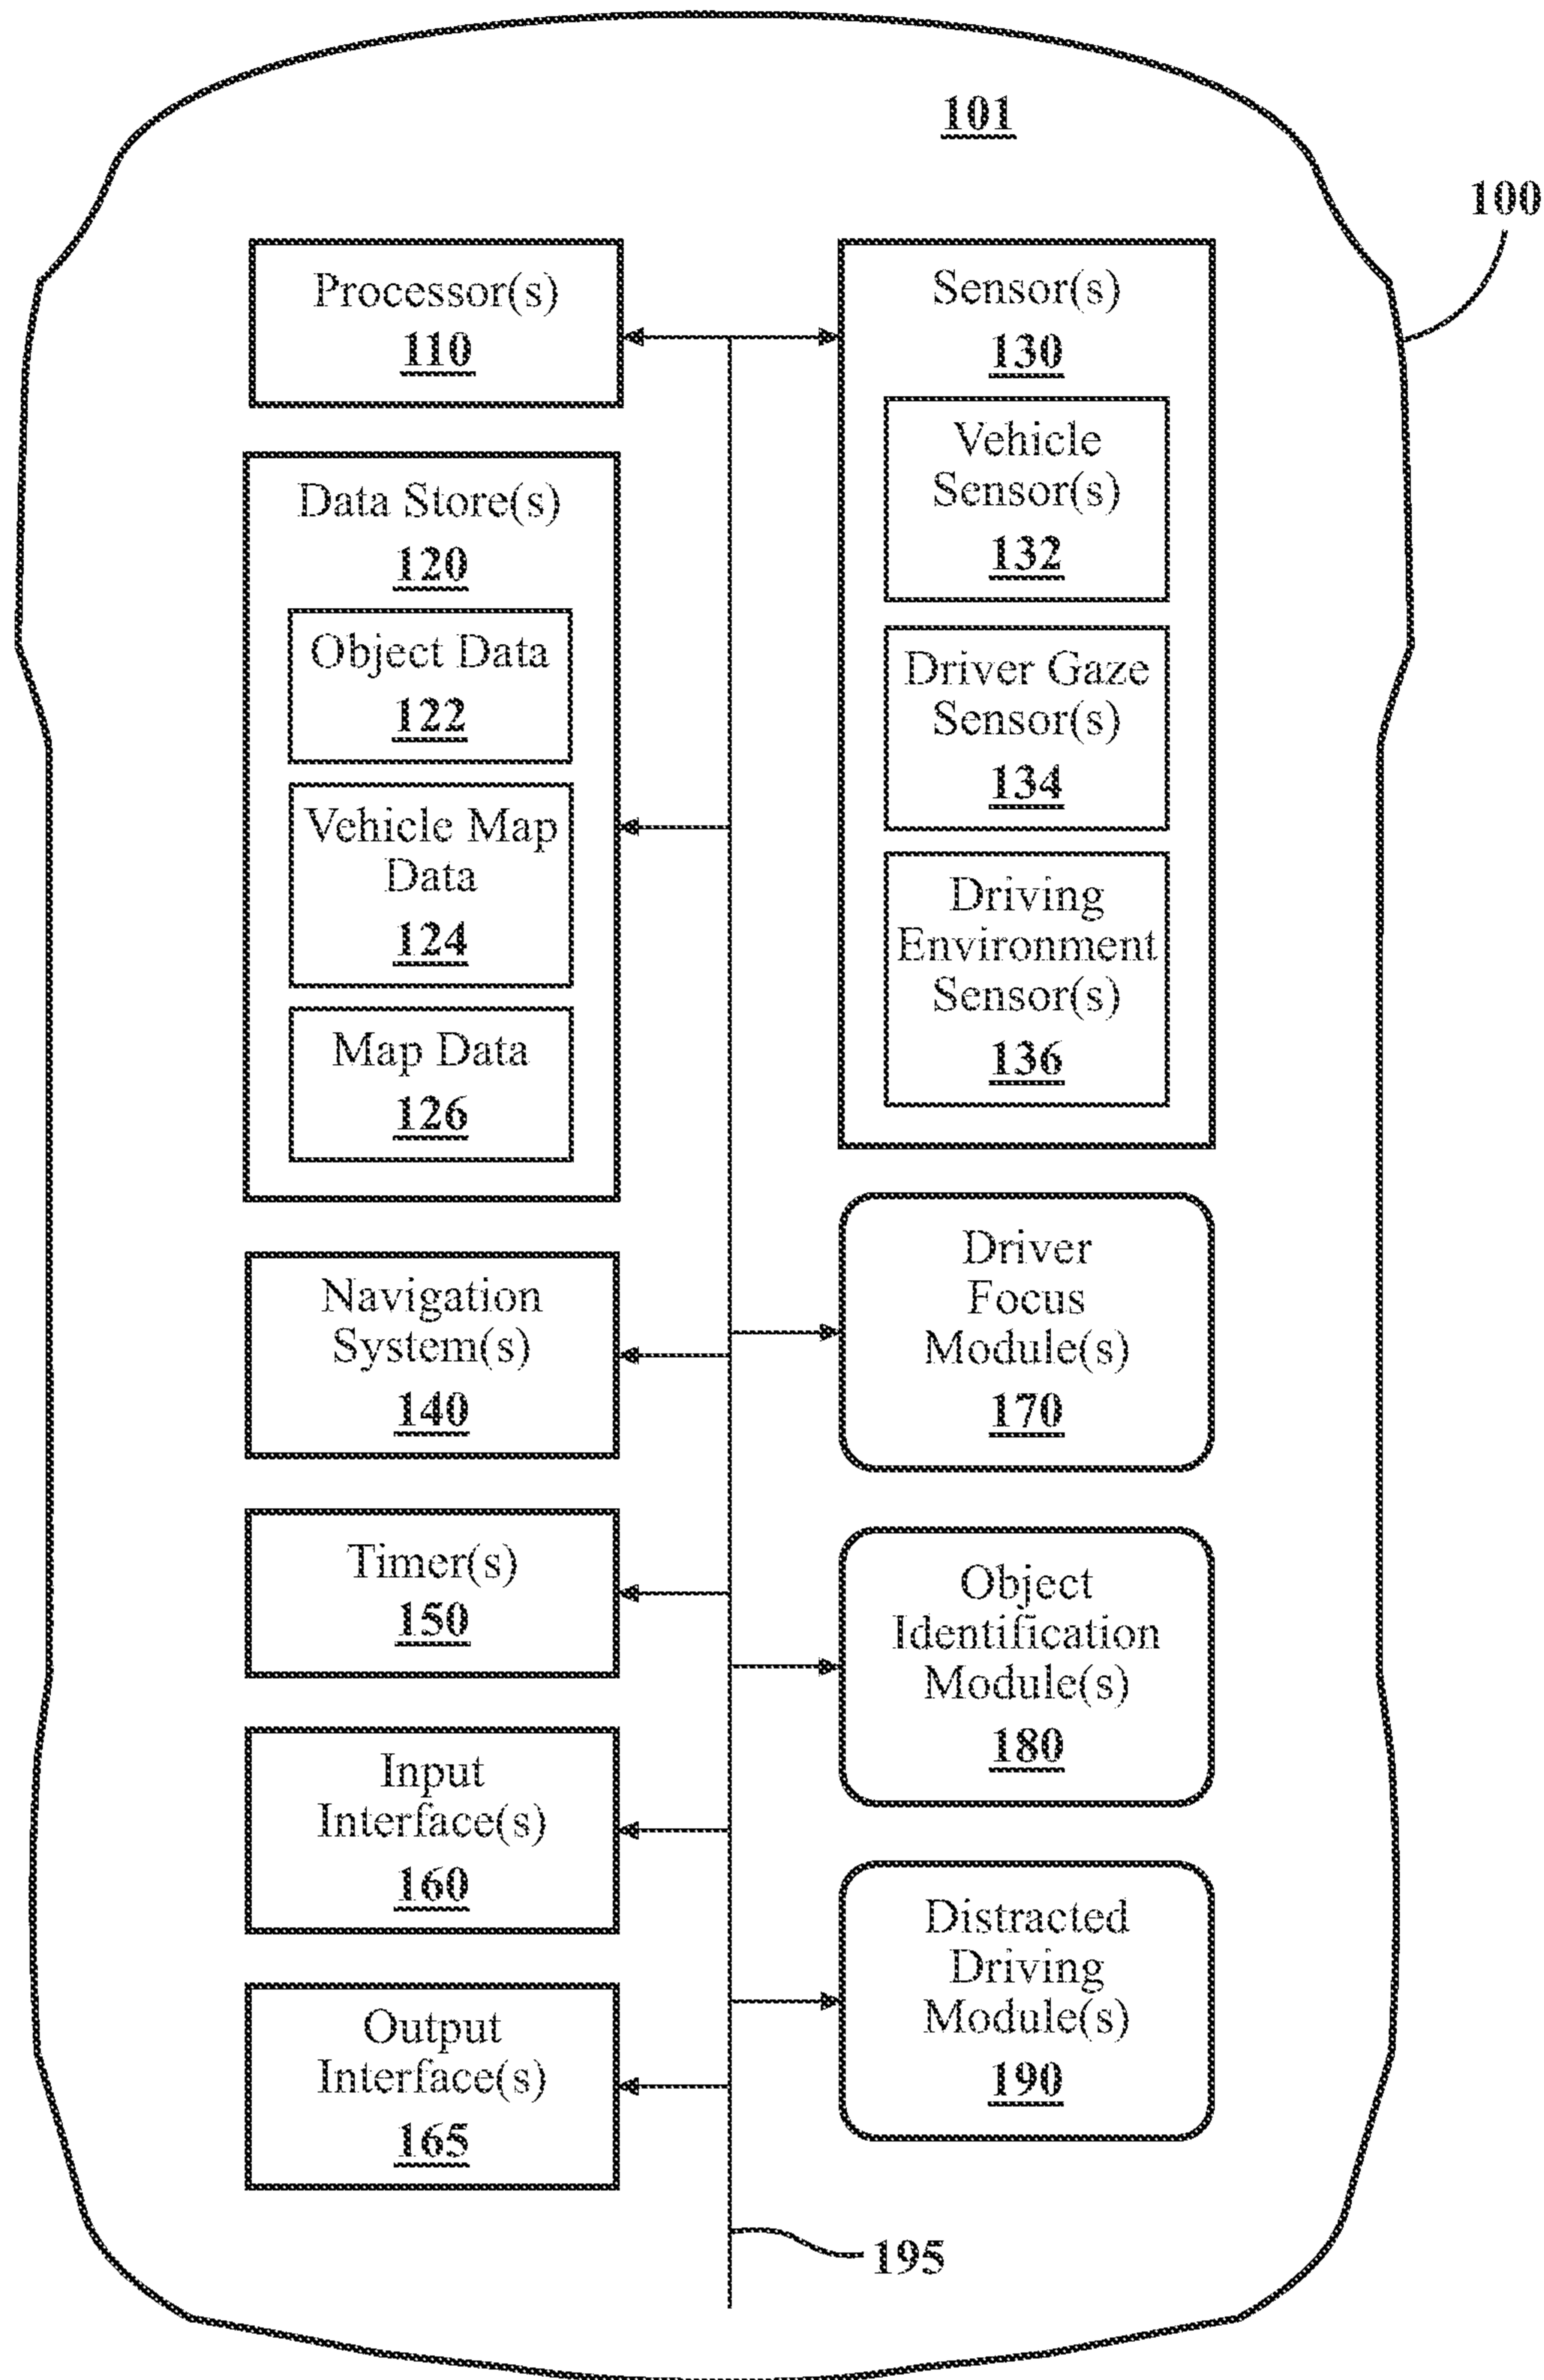 101
100
Processor(s)
110
Data Store(s)
120
Object Data
122
Vehicle Map
Data
124
Map Data
126
Navigation
System(s)
140
Timer(s)
150
Input
Interface(s)
160
Output
Interface(s)
165
Sensor(s)
130
Vehicle
Sensor(s)
132
Driver Gaze
Sensor(s)
134
Driving
Environment
Sensor(s)
136
Driver
Focus
Module(s)
170
Object
Identification
Module(s)
180
Distracted
Driving
Module(s)
190
195